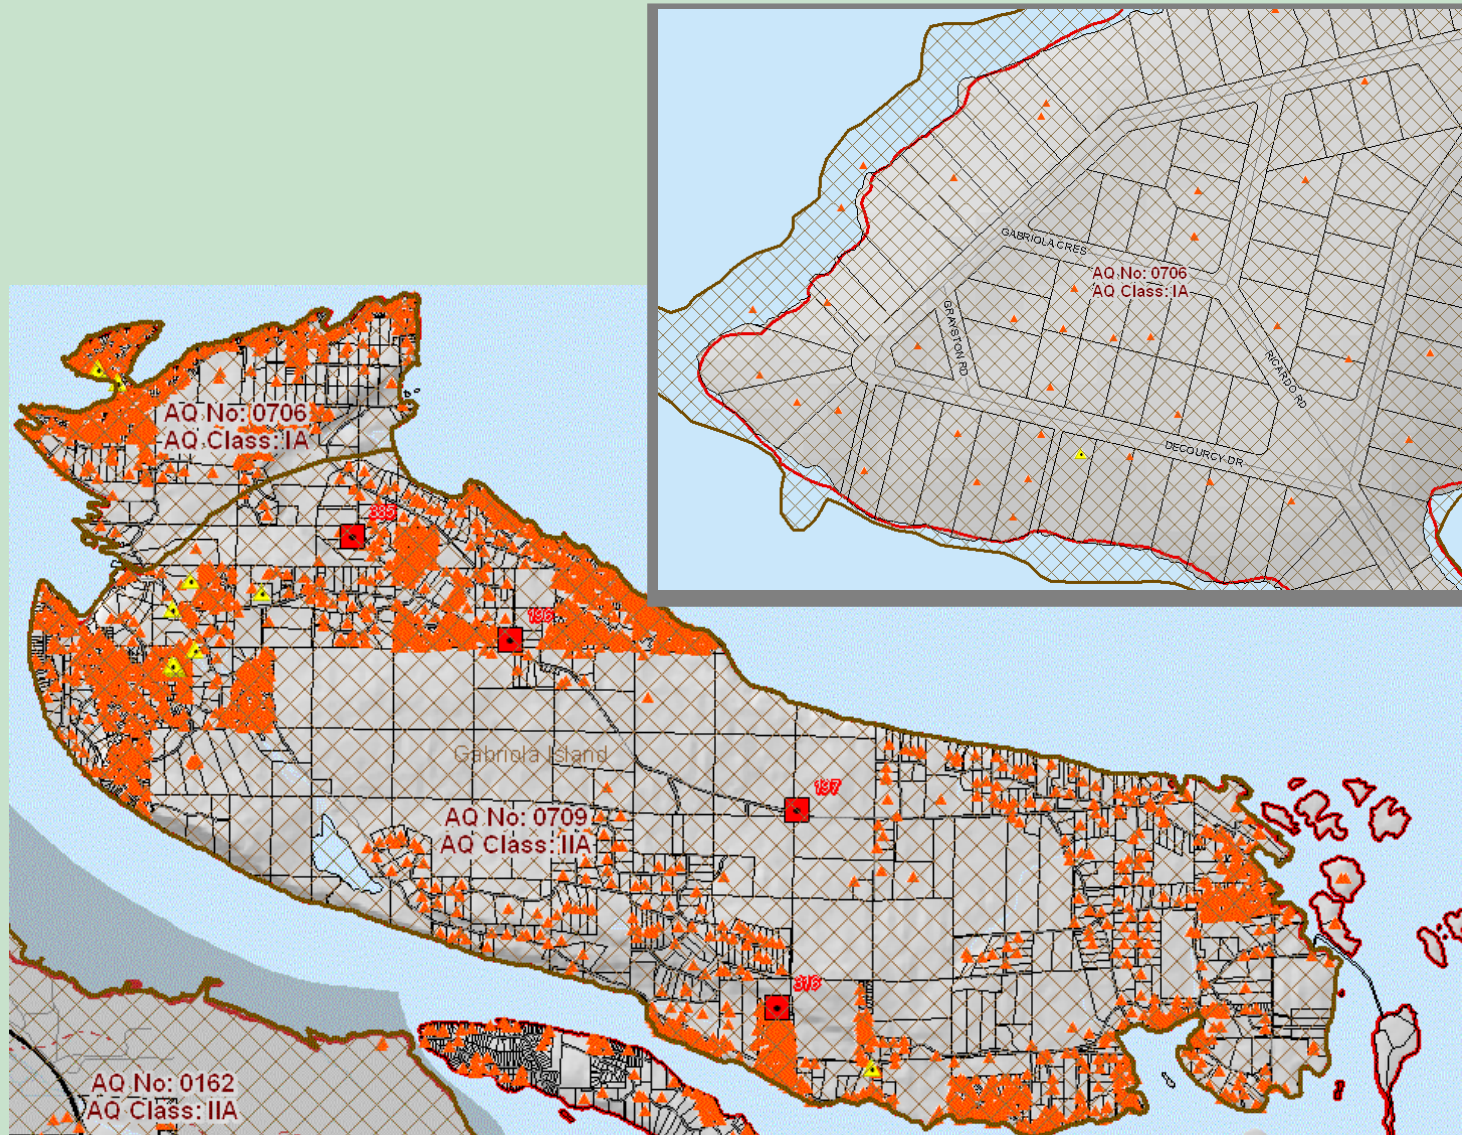 GABRIOLA CRES
AQ No: 0706
AQ Class: IA
GRAYSTON RD
RICARDO RD
DECOURCY DR
AQ No: 0706
AQ Class: IA
385
196
Gabriola Island
197
AQ No: 0709
AQ Class: IIA
316
AQ No: 0162
AQ Class: IIA